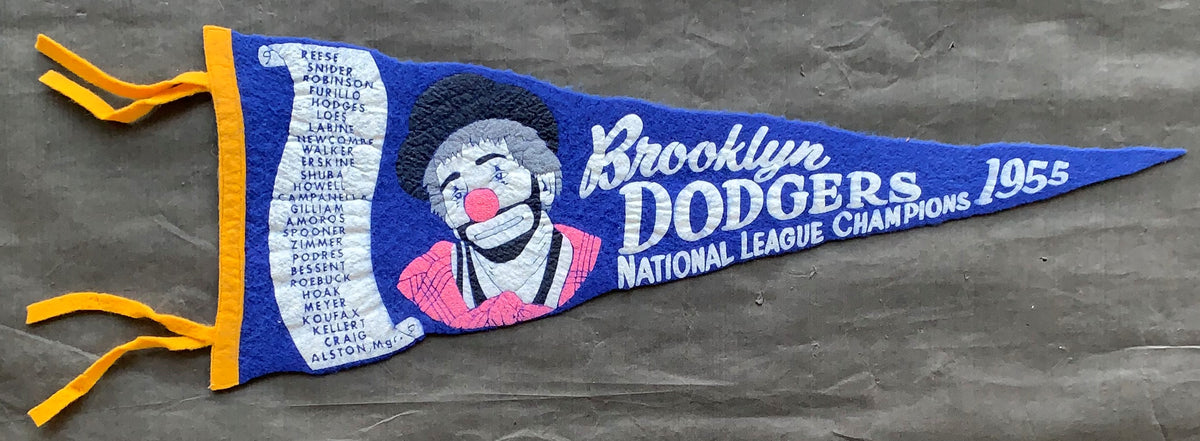 REESE
SNIDER
ROBINSON
FURILLO
HODGES
LOES
LABINE
NEWCOMBE
WALKER
ERSKINE
SHUBA
HOWELL
CAMPANELLA
GILLIAM
AMOROS
SPOONER
ZIMMER
PODRES
BESSENT
ROEBUCK
HOAK
MEYER
KOUFAX
KELLERT
CRAIG
ALSTON, Mgr.
Brooklyn
DODGERS
NATIONAL LEAGUE CHAMPIONS 1955